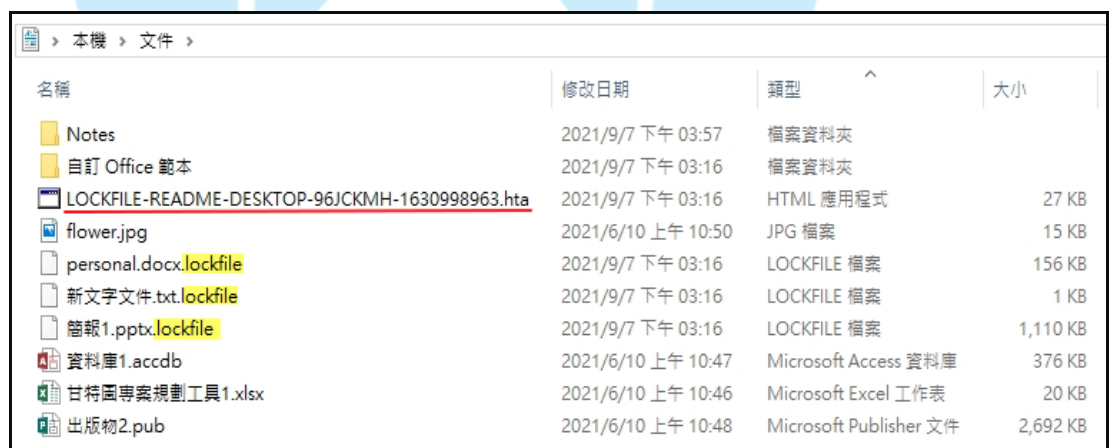 本機 › 文件 ›
名稱 修改日期 類型 大小
Notes 2021/9/7 下午 03:57 檔案資料夾
自訂 Office 範本 2021/9/7 下午 03:16 檔案資料夾
LOCKFILE-README-DESKTOP-96JCKMH-1630998963.hta 2021/9/7 下午 03:16 HTML 應用程式 27 KB
flower.jpg 2021/6/10 上午 10:50 JPG 檔案 15 KB
personal.docx.lockfile 2021/9/7 下午 03:16 LOCKFILE 檔案 156 KB
新文字文件.txt.lockfile 2021/9/7 下午 03:16 LOCKFILE 檔案 1 KB
簡報1.pptx.lockfile 2021/9/7 下午 03:16 LOCKFILE 檔案 1,110 KB
資料庫1.accdb 2021/6/10 上午 10:47 Microsoft Access 資料庫 376 KB
甘特圖專案規劃工具1.xlsx 2021/6/10 上午 10:46 Microsoft Excel 工作表 20 KB
出版物2.pub 2021/6/10 上午 10:48 Microsoft Publisher 文件 2,692 KB